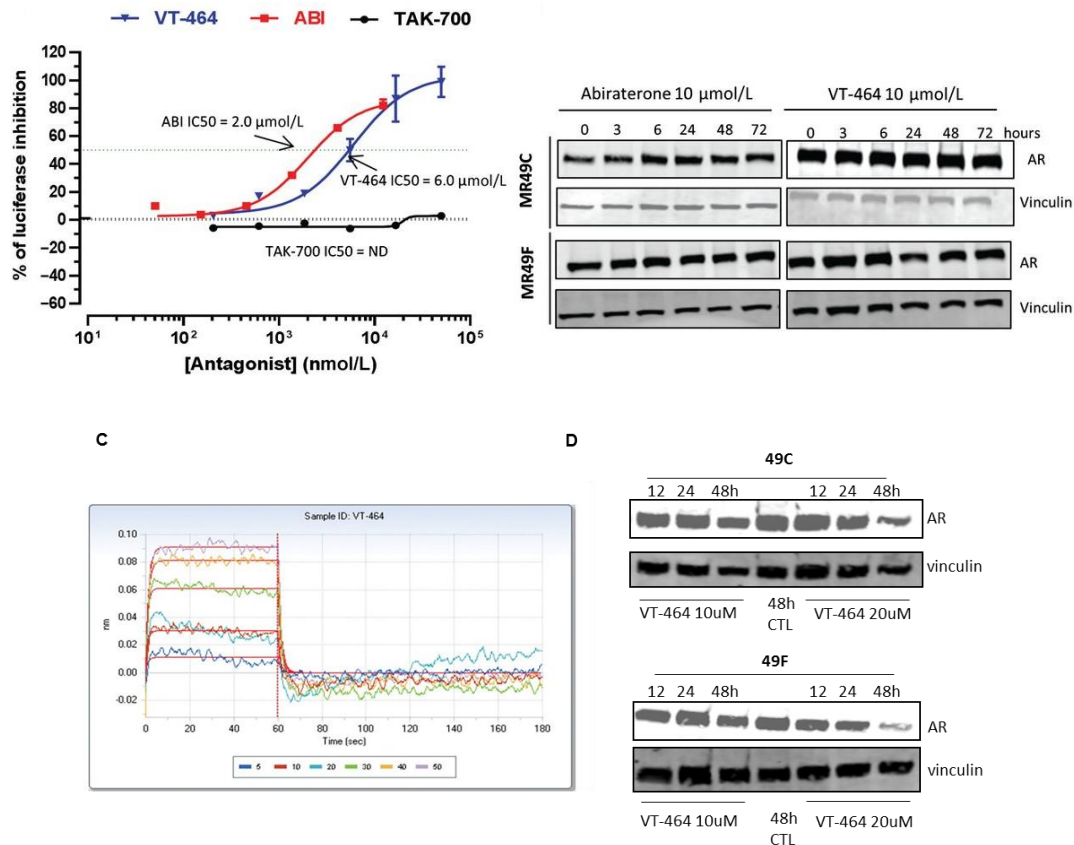 VT-464 ABI TAK-700
% of luciferase inhibition
120
100
80
60
40
20
0
−20
−40
−60
ABI IC50 = 2.0 µmol/L
VT-464 IC50 = 6.0 µmol/L
TAK-700 IC50 = ND
10¹ 10² 10³ 10⁴ 10⁵
[Antagonist] (nmol/L)
Abiraterone 10 µmol/L VT-464 10 µmol/L
0 3 6 24 48 72 0 3 6 24 48 72 hours
MR49C
AR
Vinculin
MR49F
AR
Vinculin
C
Sample ID: VT-464
nm
0.10
0.08
0.06
0.04
0.02
0.00
-0.02
0 20 40 60 80 100 120 140 160 180
Time (sec)
5 10 20 30 40 50
D
49C
12 24 48h 12 24 48h
AR
vinculin
VT-464 10uM 48h VT-464 20uM
CTL
49F
12 24 48h 12 24 48h
AR
vinculin
VT-464 10uM 48h VT-464 20uM
CTL